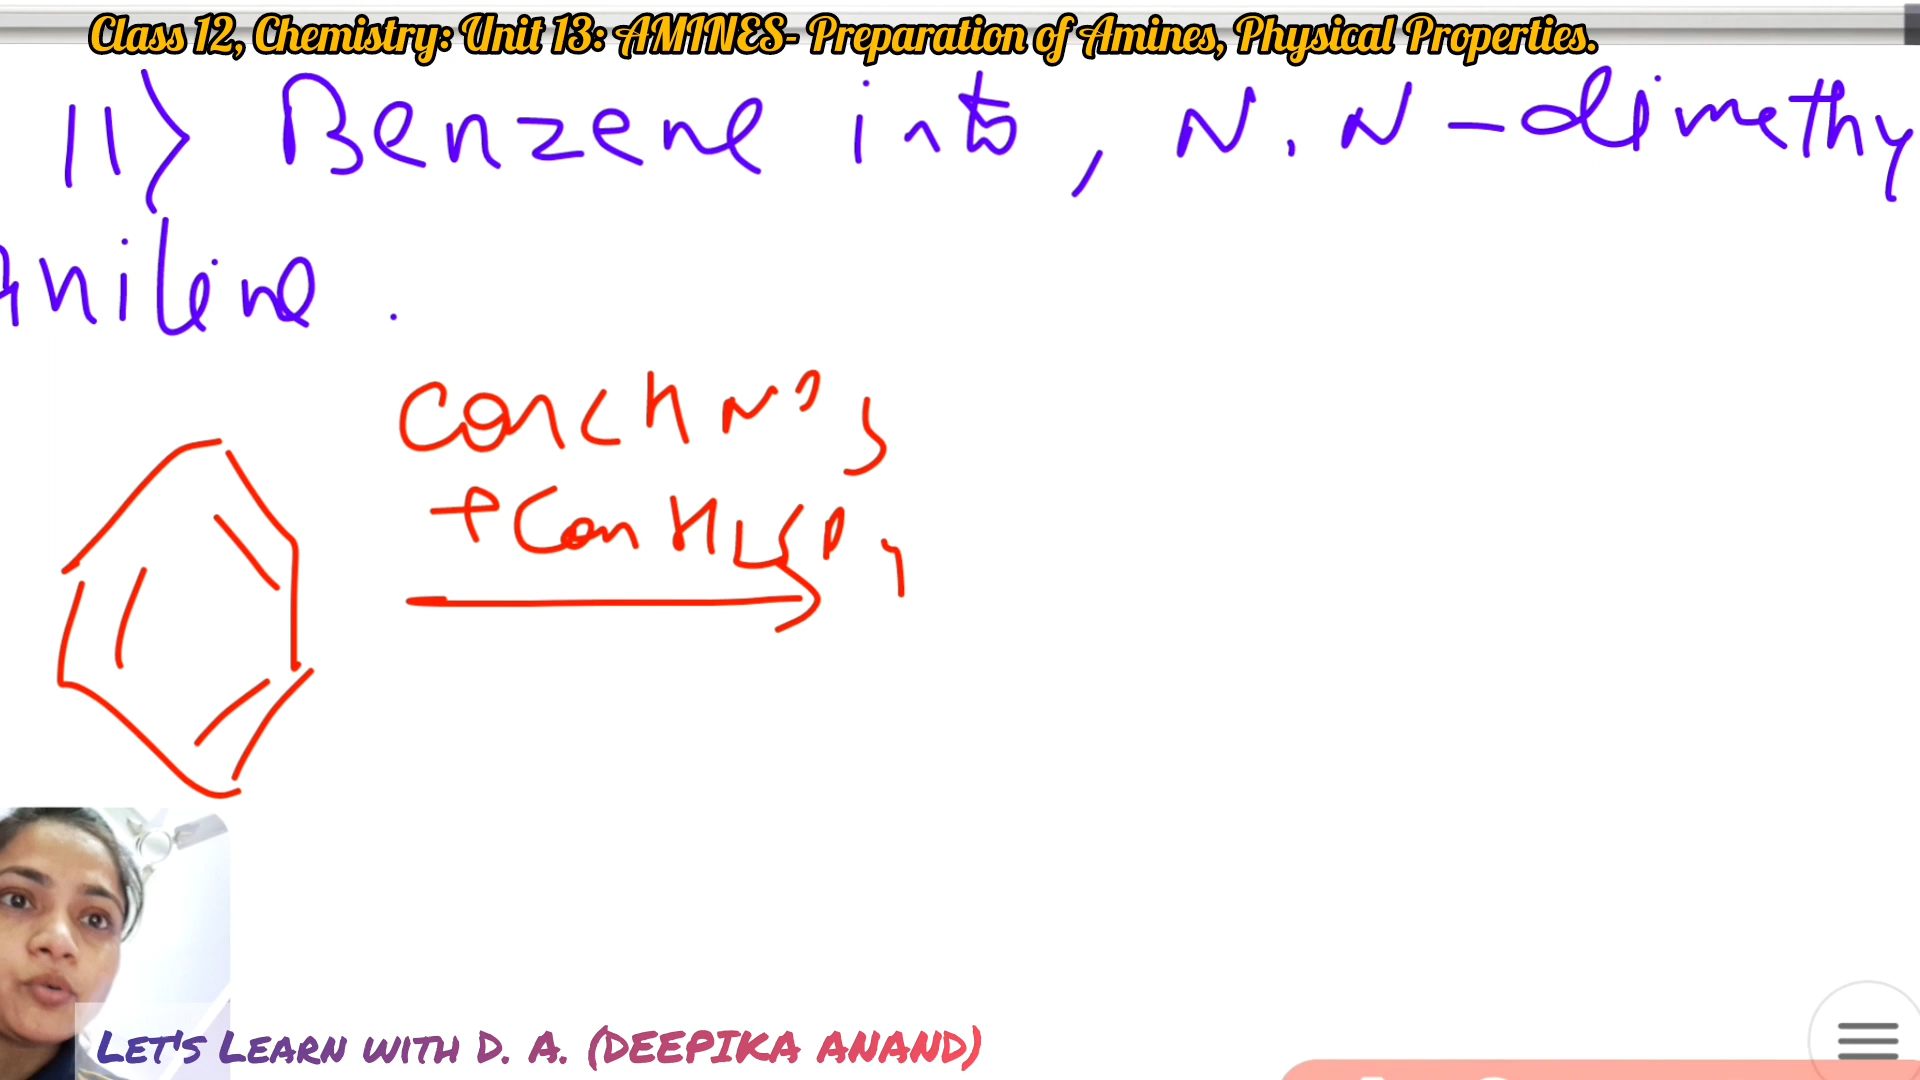 Class 12, Chemistry: Unit 13: AMINES- Preparation of Amines, Physical Properties.
11) Benzene into, N,N-dimethy
Aniline.
Conc HNO3
+ Con H2SO4
LET'S LEARN WITH D. A. (DEEPIKA ANAND)